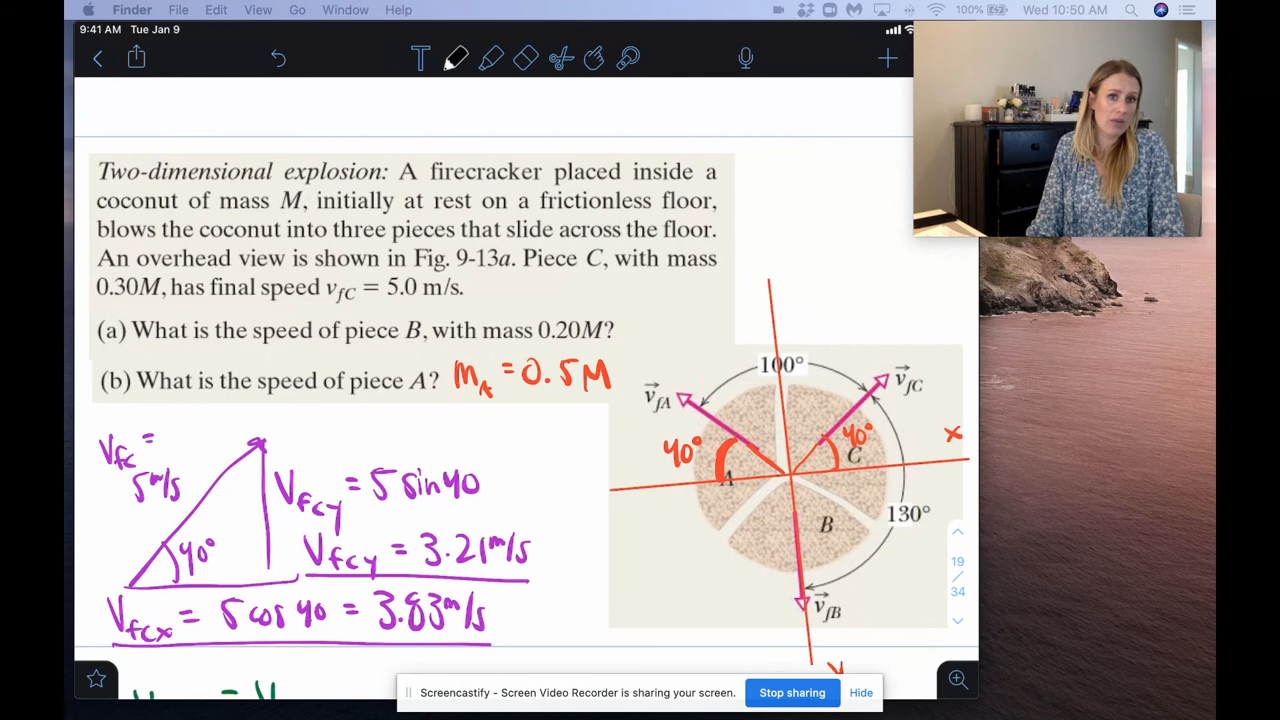 Finder File Edit View Go Window Help
100% Wed 10:50 AM
9:41 AM Tue Jan 9
Two-dimensional explosion: A firecracker placed inside a
coconut of mass M, initially at rest on a frictionless floor,
blows the coconut into three pieces that slide across the floor.
An overhead view is shown in Fig. 9-13a. Piece C, with mass
0.30M, has final speed v_fC = 5.0 m/s.
(a) What is the speed of piece B, with mass 0.20M?
(b) What is the speed of piece A? m_A = 0.5M
100°
v_fA
v_fC
40°
40°
x
A
C
B
130°
v_fB
y
V_fc =
5 m/s
40°
V_fcy = 5 sin 40
V_fcy = 3.21 m/s
V_fcx = 5 cos 40 = 3.83 m/s
19
/
34
Screencastify - Screen Video Recorder is sharing your screen. Stop sharing Hide